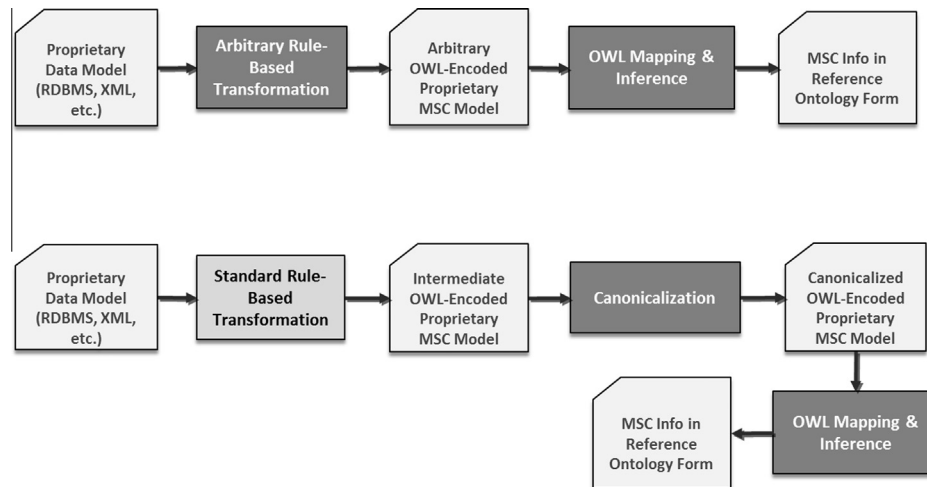 Proprietary
Data Model
(RDBMS, XML,
etc.)
Arbitrary Rule-
Based
Transformation
Arbitrary
OWL-Encoded
Proprietary
MSC Model
OWL Mapping &
Inference
MSC Info in
Reference
Ontology Form
Proprietary
Data Model
(RDBMS, XML,
etc.)
Standard Rule-
Based
Transformation
Intermediate
OWL-Encoded
Proprietary
MSC Model
Canonicalization
Canonicalized
OWL-Encoded
Proprietary
MSC Model
OWL Mapping &
Inference
MSC Info in
Reference
Ontology Form